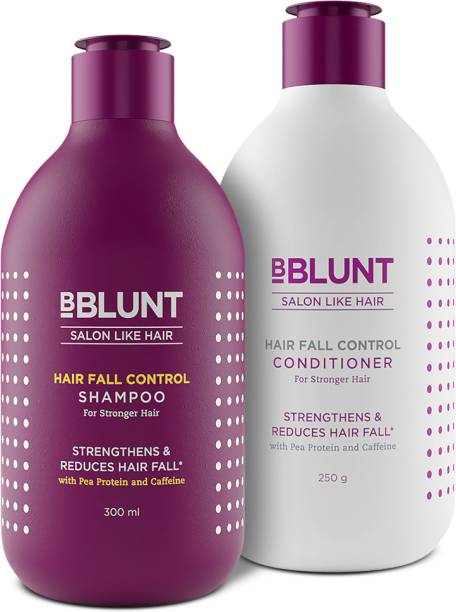 BBLUNT
SALON LIKE HAIR
HAIR FALL CONTROL
SHAMPOO
For Stronger Hair
STRENGTHENS &
REDUCES HAIR FALL*
with Pea Protein and Caffeine
300 ml
BBLUNT
SALON LIKE HAIR
HAIR FALL CONTROL
CONDITIONER
For Stronger Hair
STRENGTHENS &
REDUCES HAIR FALL*
with Pea Protein and Caffeine
250 g